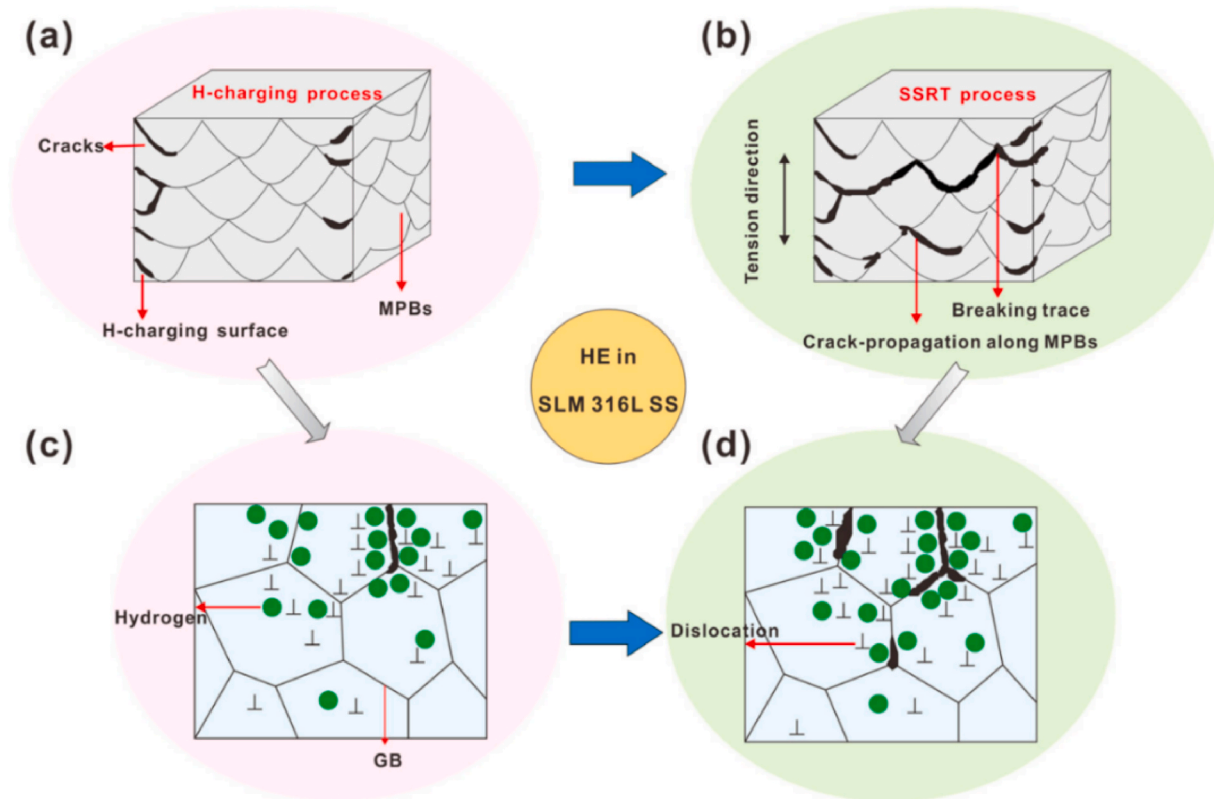 (a)
H-charging process
Cracks
MPBs
H-charging surface
(b)
SSRT process
Tension direction
Breaking trace
Crack-propagation along MPBs
HE in
SLM 316L SS
(c)
Hydrogen
GB
(d)
Dislocation